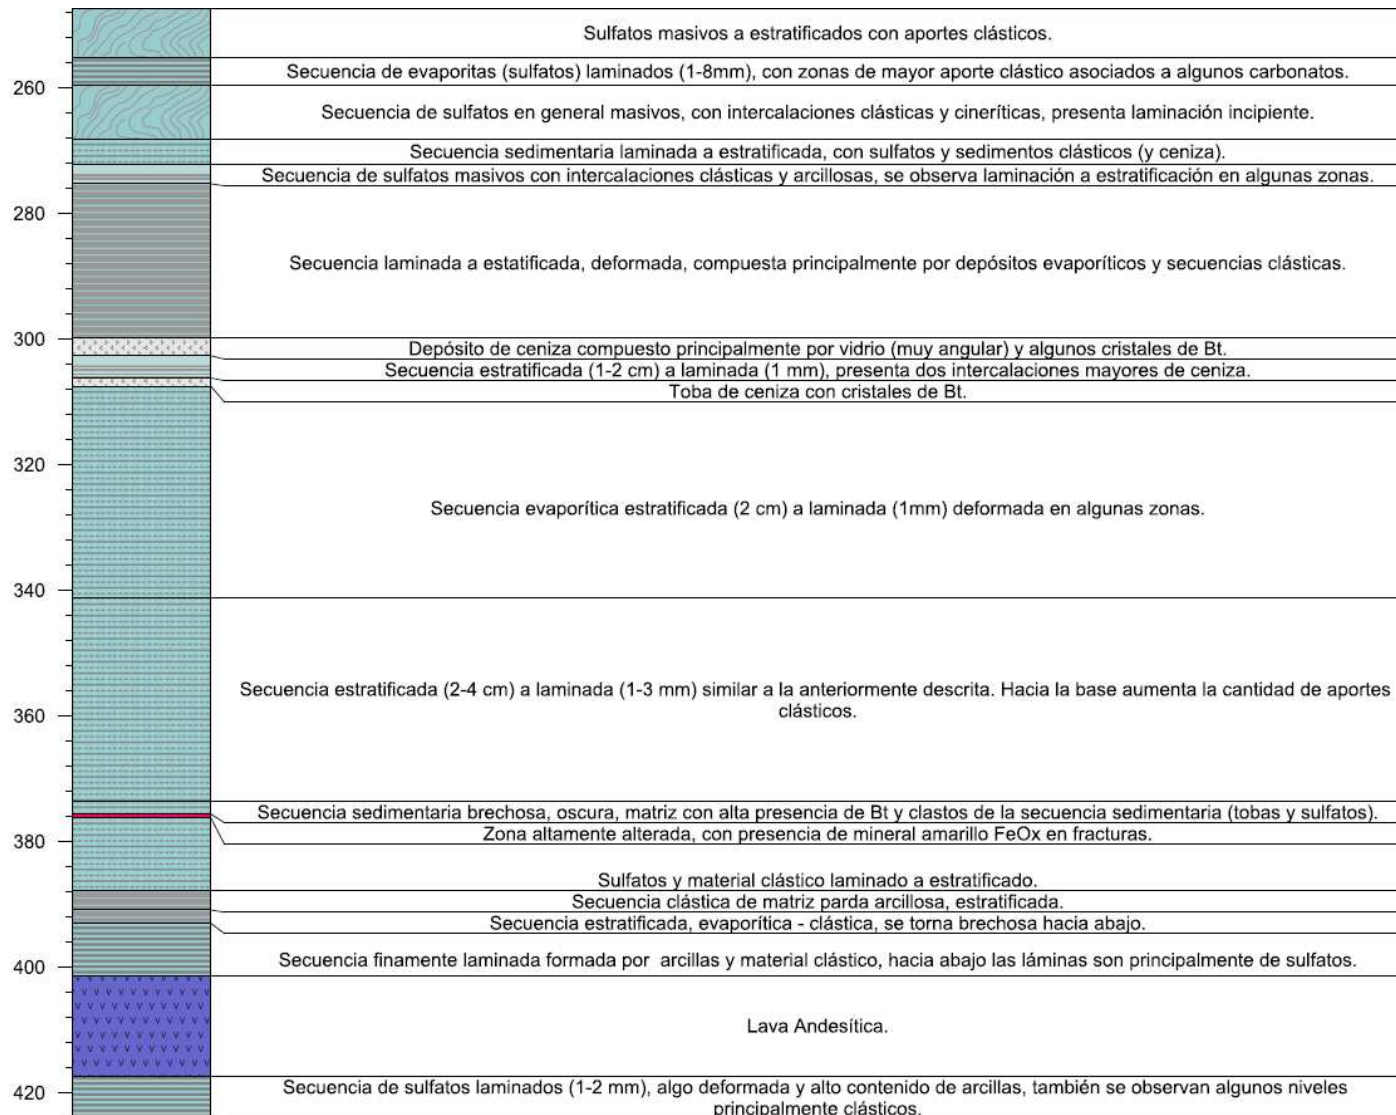 Sulfatos masivos a estratificados con aportes clásticos.
Secuencia de evaporitas (sulfatos) laminados (1-8mm), con zonas de mayor aporte clástico asociados a algunos carbonatos.
260
Secuencia de sulfatos en general masivos, con intercalaciones clásticas y cineríticas, presenta laminación incipiente.
Secuencia sedimentaria laminada a estratificada, con sulfatos y sedimentos clásticos (y ceniza).
Secuencia de sulfatos masivos con intercalaciones clásticas y arcillosas, se observa laminación a estratificación en algunas zonas.
280
Secuencia laminada a estatificada, deformada, compuesta principalmente por depósitos evaporíticos y secuencias clásticas.
300
Depósito de ceniza compuesto principalmente por vidrio (muy angular) y algunos cristales de Bt.
Secuencia estratificada (1-2 cm) a laminada (1 mm), presenta dos intercalaciones mayores de ceniza.
Toba de ceniza con cristales de Bt.
320
Secuencia evaporítica estratificada (2 cm) a laminada (1mm) deformada en algunas zonas.
340
Secuencia estratificada (2-4 cm) a laminada (1-3 mm) similar a la anteriormente descrita. Hacia la base aumenta la cantidad de aportes
clásticos.
360
Secuencia sedimentaria brechosa, oscura, matriz con alta presencia de Bt y clastos de la secuencia sedimentaria (tobas y sulfatos).
Zona altamente alterada, con presencia de mineral amarillo FeOx en fracturas.
380
Sulfatos y material clástico laminado a estratificado.
Secuencia clástica de matriz parda arcillosa, estratificada.
Secuencia estratificada, evaporítica - clástica, se torna brechosa hacia abajo.
Secuencia finamente laminada formada por arcillas y material clástico, hacia abajo las láminas son principalmente de sulfatos.
400
Lava Andesítica.
Secuencia de sulfatos laminados (1-2 mm), algo deformada y alto contenido de arcillas, también se observan algunos niveles
420
principalmente clásticos.